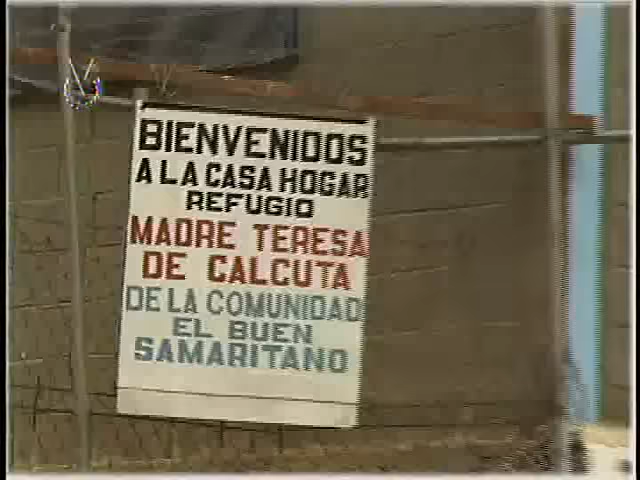 BIENVENIDOS
A LA CASA HOGAR
REFUGIO
MADRE TERESA
DE CALCUTA
DE LA COMUNIDAD
EL BUEN
SAMARITANO